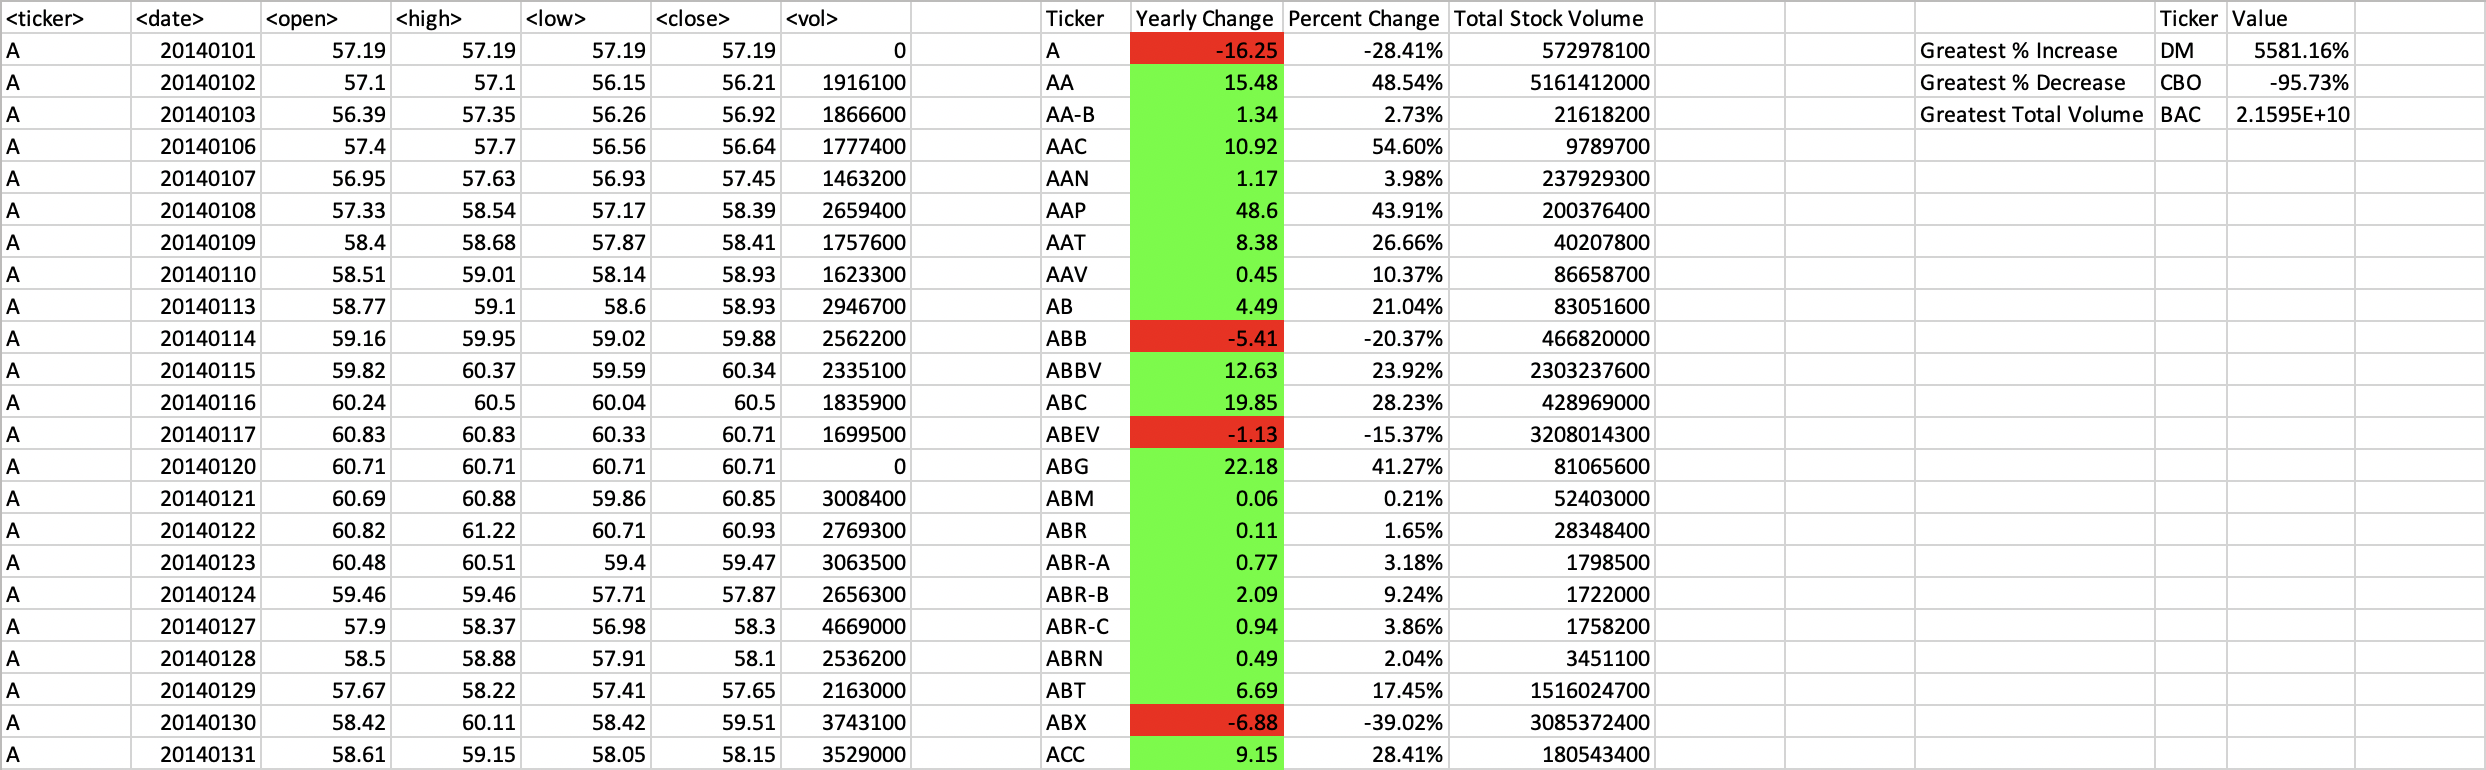 <ticker> <date> <open> <high> <low> <close> <vol> Ticker Yearly Change Percent Change Total Stock Volume Ticker Value
A 20140101 57.19 57.19 57.19 57.19 0 A -16.25 -28.41% 572978100 Greatest % Increase DM 5581.16%
A 20140102 57.1 57.1 56.15 56.21 1916100 AA 15.48 48.54% 5161412000 Greatest % Decrease CBO -95.73%
A 20140103 56.39 57.35 56.26 56.92 1866600 AA-B 1.34 2.73% 21618200 Greatest Total Volume BAC 2.1595E+10
A 20140106 57.4 57.7 56.56 56.64 1777400 AAC 10.92 54.60% 9789700
A 20140107 56.95 57.63 56.93 57.45 1463200 AAN 1.17 3.98% 237929300
A 20140108 57.33 58.54 57.17 58.39 2659400 AAP 48.6 43.91% 200376400
A 20140109 58.4 58.68 57.87 58.41 1757600 AAT 8.38 26.66% 40207800
A 20140110 58.51 59.01 58.14 58.93 1623300 AAV 0.45 10.37% 86658700
A 20140113 58.77 59.1 58.6 58.93 2946700 AB 4.49 21.04% 83051600
A 20140114 59.16 59.95 59.02 59.88 2562200 ABB -5.41 -20.37% 466820000
A 20140115 59.82 60.37 59.59 60.34 2335100 ABBV 12.63 23.92% 2303237600
A 20140116 60.24 60.5 60.04 60.5 1835900 ABC 19.85 28.23% 428969000
A 20140117 60.83 60.83 60.33 60.71 1699500 ABEV -1.13 -15.37% 3208014300
A 20140120 60.71 60.71 60.71 60.71 0 ABG 22.18 41.27% 81065600
A 20140121 60.69 60.88 59.86 60.85 3008400 ABM 0.06 0.21% 52403000
A 20140122 60.82 61.22 60.71 60.93 2769300 ABR 0.11 1.65% 28348400
A 20140123 60.48 60.51 59.4 59.47 3063500 ABR-A 0.77 3.18% 1798500
A 20140124 59.46 59.46 57.71 57.87 2656300 ABR-B 2.09 9.24% 1722000
A 20140127 57.9 58.37 56.98 58.3 4669000 ABR-C 0.94 3.86% 1758200
A 20140128 58.5 58.88 57.91 58.1 2536200 ABRN 0.49 2.04% 3451100
A 20140129 57.67 58.22 57.41 57.65 2163000 ABT 6.69 17.45% 1516024700
A 20140130 58.42 60.11 58.42 59.51 3743100 ABX -6.88 -39.02% 3085372400
A 20140131 58.61 59.15 58.05 58.15 3529000 ACC 9.15 28.41% 180543400